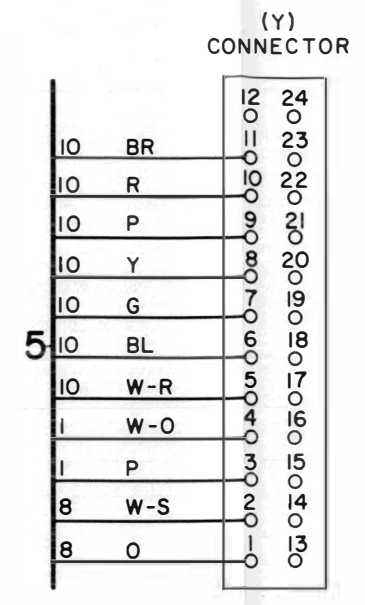 (Y)
CONNECTOR
12 24
10 BR 11 23
10 R 10 22
10 P 9 21
10 Y 8 20
10 G 7 19
5 10 BL 6 18
10 W-R 5 17
1 W-O 4 16
1 P 3 15
8 W-S 2 14
8 O 1 13